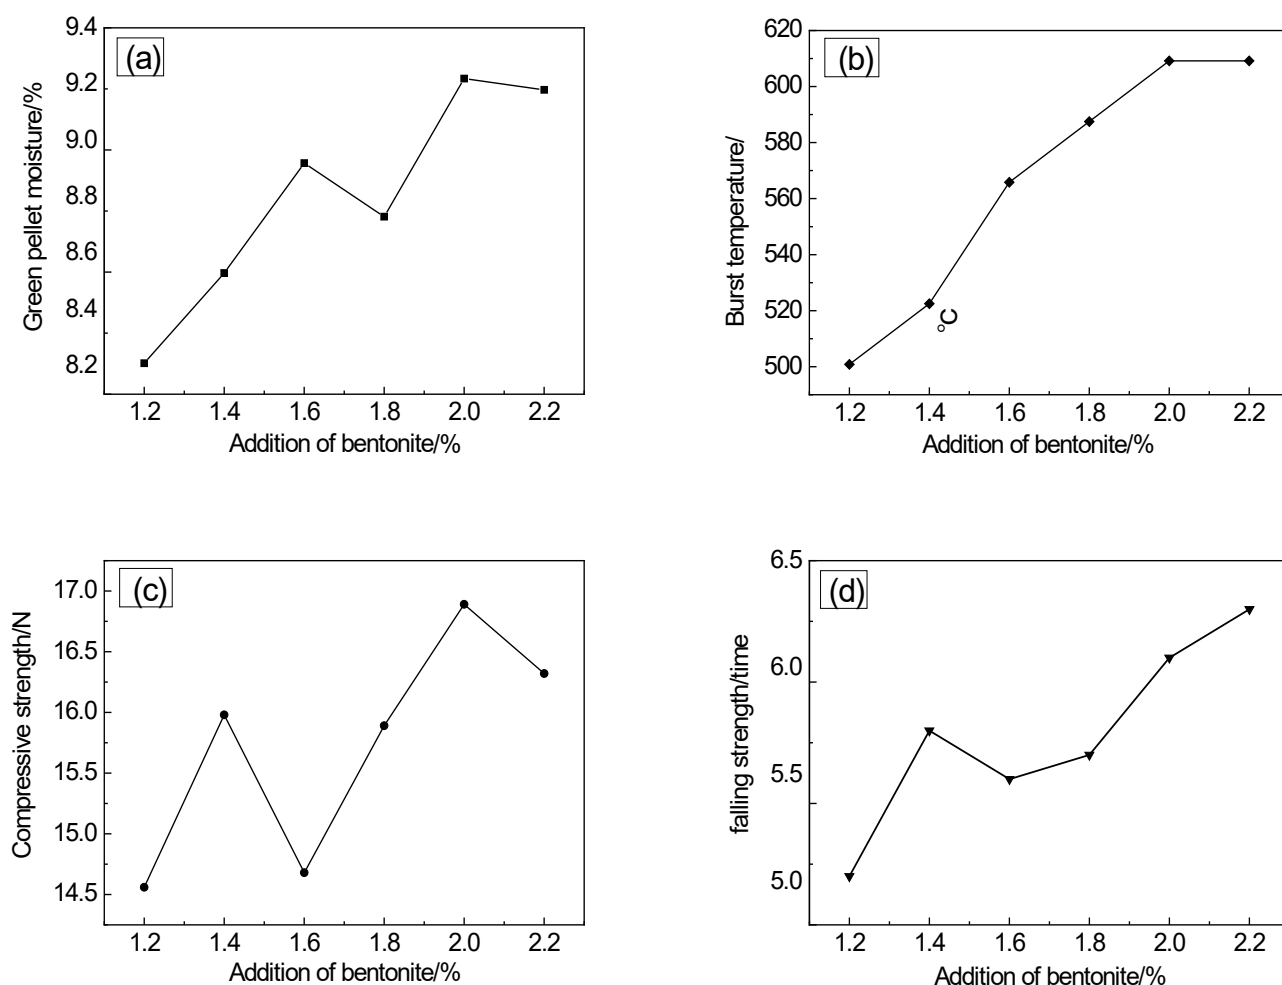 (a)
Green pellet moisture/%
9.4
9.2
9.0
8.8
8.6
8.4
8.2
1.2 1.4 1.6 1.8 2.0 2.2
Addition of bentonite/%
(b)
Burst temperature/
°C
620
600
580
560
540
520
500
1.2 1.4 1.6 1.8 2.0 2.2
Addition of bentonite/%
(c)
Compressive strength/N
17.0
16.5
16.0
15.5
15.0
14.5
1.2 1.4 1.6 1.8 2.0 2.2
Addition of bentonite/%
(d)
falling strength/time
6.5
6.0
5.5
5.0
1.2 1.4 1.6 1.8 2.0 2.2
Addition of bentonite/%